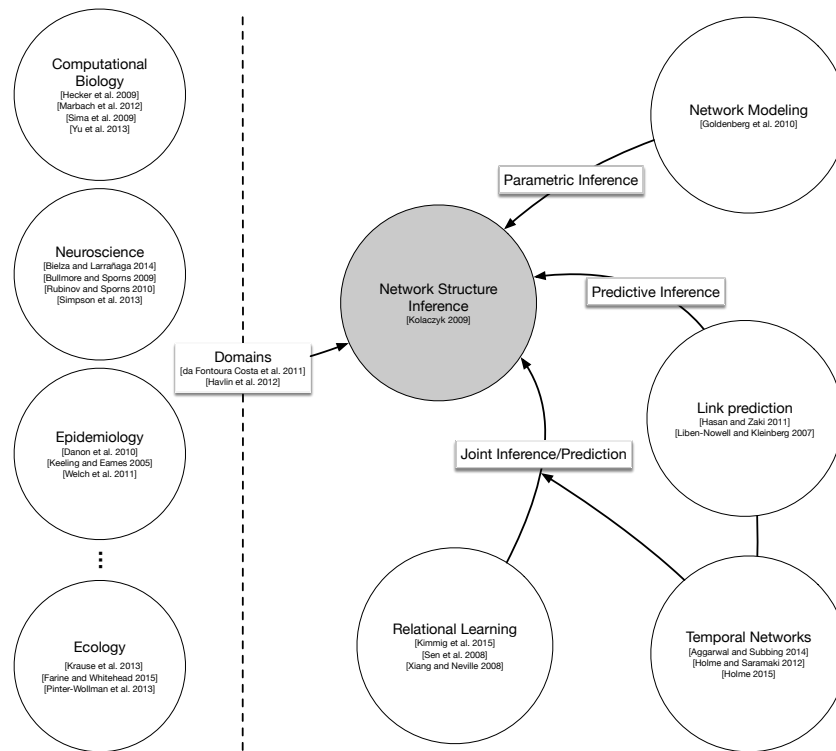 Computational
Biology
[Hecker et al. 2009]
[Marbach et al. 2012]
[Sima et al. 2009]
[Yu et al. 2013]
Neuroscience
[Bielza and Larrañaga 2014]
[Bullmore and Sporns 2009]
[Rubinov and Sporns 2010]
[Simpson et al. 2013]
Epidemiology
[Danon et al. 2010]
[Keeling and Eames 2005]
[Welch et al. 2011]
...
Ecology
[Krause et al. 2013]
[Farine and Whitehead 2015]
[Pinter-Wollman et al. 2013]
Domains
[da Fontoura Costa et al. 2011]
[Havlin et al. 2012]
Network Structure
Inference
[Kolaczyk 2009]
Network Modeling
[Goldenberg et al. 2010]
Parametric Inference
Predictive Inference
Link prediction
[Hasan and Zaki 2011]
[Liben-Nowell and Kleinberg 2007]
Joint Inference/Prediction
Relational Learning
[Kimmig et al. 2015]
[Sen et al. 2008]
[Xiang and Neville 2008]
Temporal Networks
[Aggarwal and Subbing 2014]
[Holme and Saramaki 2012]
[Holme 2015]